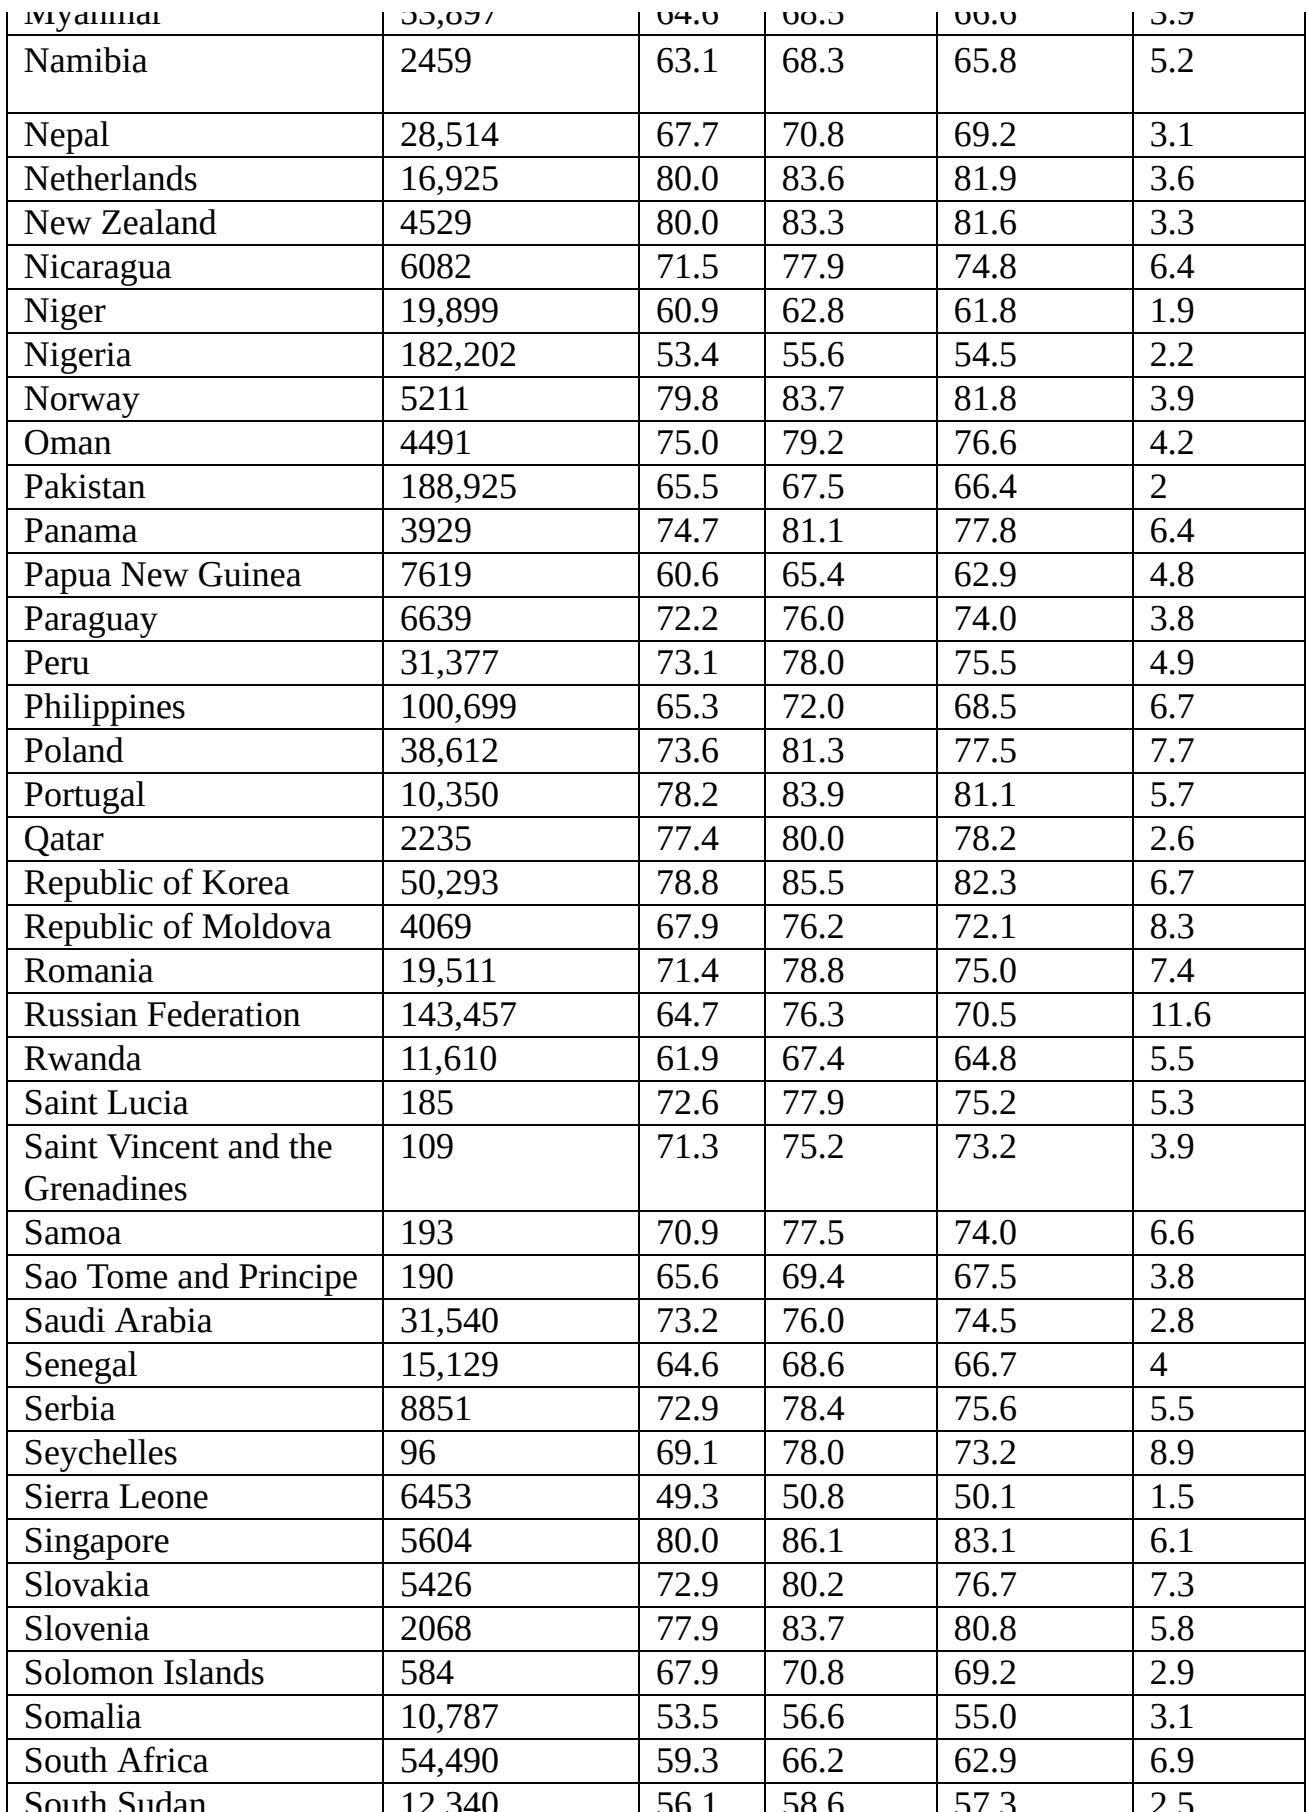 Myanmar 53,897 64.6 68.5 66.6 3.9
Namibia 2459 63.1 68.3 65.8 5.2
Nepal 28,514 67.7 70.8 69.2 3.1
Netherlands 16,925 80.0 83.6 81.9 3.6
New Zealand 4529 80.0 83.3 81.6 3.3
Nicaragua 6082 71.5 77.9 74.8 6.4
Niger 19,899 60.9 62.8 61.8 1.9
Nigeria 182,202 53.4 55.6 54.5 2.2
Norway 5211 79.8 83.7 81.8 3.9
Oman 4491 75.0 79.2 76.6 4.2
Pakistan 188,925 65.5 67.5 66.4 2
Panama 3929 74.7 81.1 77.8 6.4
Papua New Guinea 7619 60.6 65.4 62.9 4.8
Paraguay 6639 72.2 76.0 74.0 3.8
Peru 31,377 73.1 78.0 75.5 4.9
Philippines 100,699 65.3 72.0 68.5 6.7
Poland 38,612 73.6 81.3 77.5 7.7
Portugal 10,350 78.2 83.9 81.1 5.7
Qatar 2235 77.4 80.0 78.2 2.6
Republic of Korea 50,293 78.8 85.5 82.3 6.7
Republic of Moldova 4069 67.9 76.2 72.1 8.3
Romania 19,511 71.4 78.8 75.0 7.4
Russian Federation 143,457 64.7 76.3 70.5 11.6
Rwanda 11,610 61.9 67.4 64.8 5.5
Saint Lucia 185 72.6 77.9 75.2 5.3
Saint Vincent and the 109 71.3 75.2 73.2 3.9
Grenadines
Samoa 193 70.9 77.5 74.0 6.6
Sao Tome and Principe 190 65.6 69.4 67.5 3.8
Saudi Arabia 31,540 73.2 76.0 74.5 2.8
Senegal 15,129 64.6 68.6 66.7 4
Serbia 8851 72.9 78.4 75.6 5.5
Seychelles 96 69.1 78.0 73.2 8.9
Sierra Leone 6453 49.3 50.8 50.1 1.5
Singapore 5604 80.0 86.1 83.1 6.1
Slovakia 5426 72.9 80.2 76.7 7.3
Slovenia 2068 77.9 83.7 80.8 5.8
Solomon Islands 584 67.9 70.8 69.2 2.9
Somalia 10,787 53.5 56.6 55.0 3.1
South Africa 54,490 59.3 66.2 62.9 6.9
South Sudan 12,340 56.1 58.6 57.3 2.5